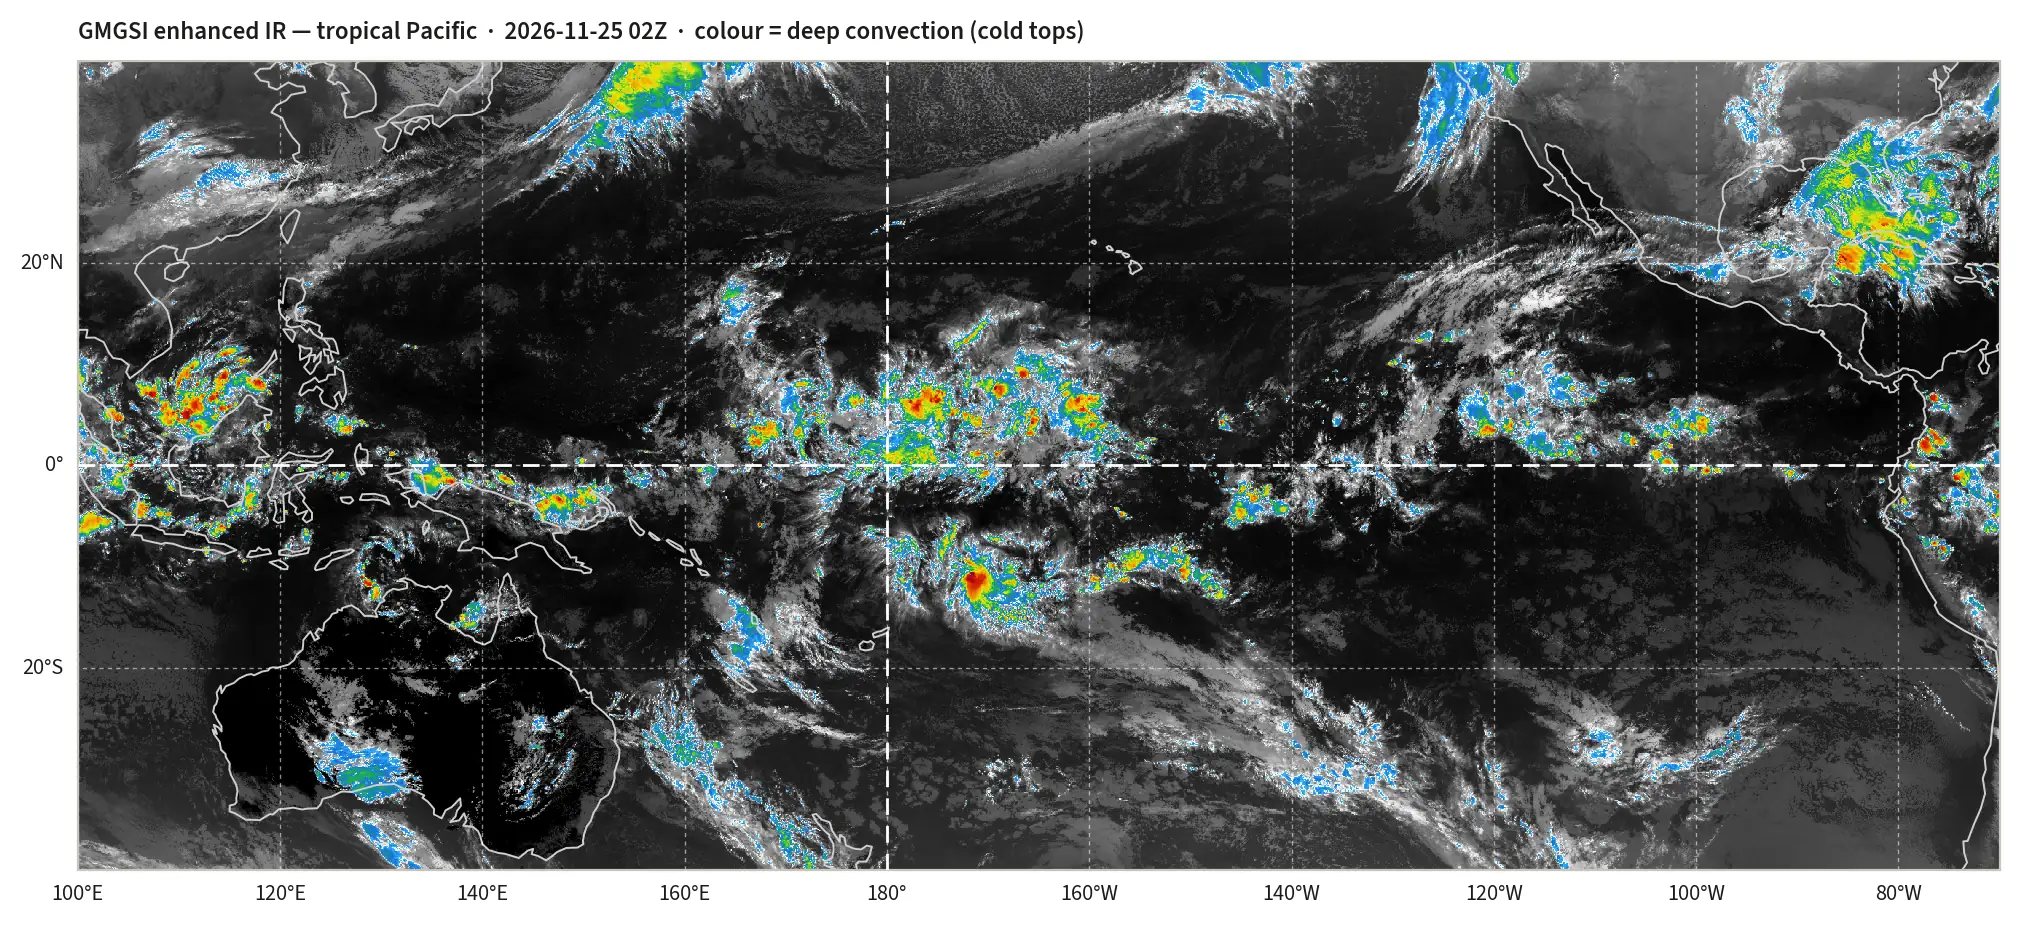 GMGSI enhanced IR — tropical Pacific · 2026-11-25 02Z · colour = deep convection (cold tops)
20°N
0°
20°S
100°E 120°E 140°E 160°E 180° 160°W 140°W 120°W 100°W 80°W